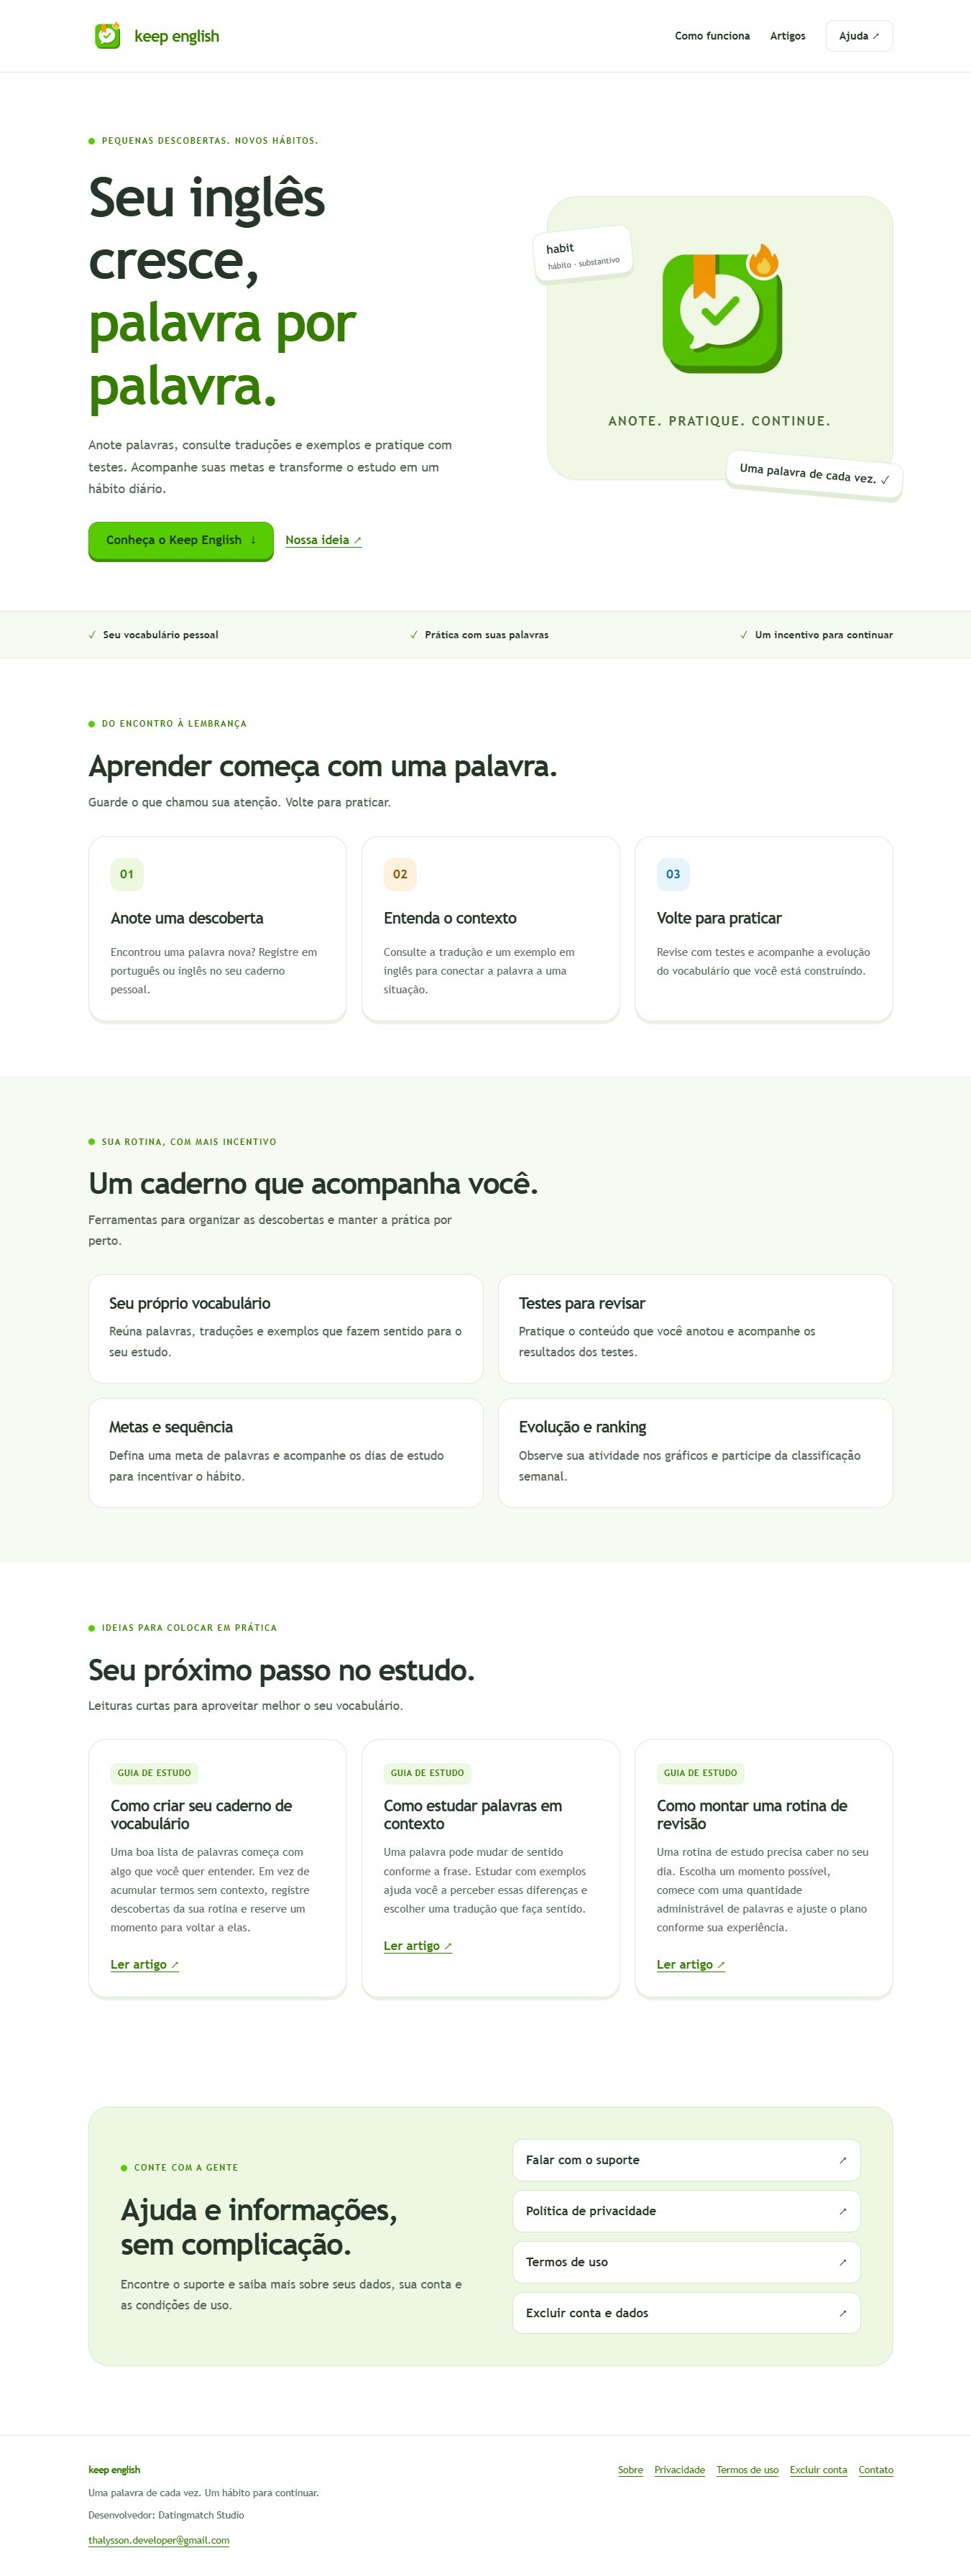 keep english
Como funciona
Artigos
Ajuda ↗
PEQUENAS DESCOBERTAS. NOVOS HÁBITOS.
Seu inglês
cresce,
palavra por
palavra.
Anote palavras, consulte traduções e exemplos e pratique com
testes. Acompanhe suas metas e transforme o estudo em um
hábito diário.
Conheça o Keep English ↓
Nossa ideia ↗
habit
hábito · substantivo
ANOTE. PRATIQUE. CONTINUE.
Uma palavra de cada vez. ✓
✓ Seu vocabulário pessoal
✓ Prática com suas palavras
✓ Um incentivo para continuar
DO ENCONTRO À LEMBRANÇA
Aprender começa com uma palavra.
Guarde o que chamou sua atenção. Volte para praticar.
01
Anote uma descoberta
Encontrou uma palavra nova? Registre em
português ou inglês no seu caderno
pessoal.
02
Entenda o contexto
Consulte a tradução e um exemplo em
inglês para conectar a palavra a uma
situação.
03
Volte para praticar
Revise com testes e acompanhe a evolução
do vocabulário que você está construindo.
SUA ROTINA, COM MAIS INCENTIVO
Um caderno que acompanha você.
Ferramentas para organizar as descobertas e manter a prática por
perto.
Seu próprio vocabulário
Reúna palavras, traduções e exemplos que fazem sentido para o
seu estudo.
Testes para revisar
Pratique o conteúdo que você anotou e acompanhe os
resultados dos testes.
Metas e sequência
Defina uma meta de palavras e acompanhe os dias de estudo
para incentivar o hábito.
Evolução e ranking
Observe sua atividade nos gráficos e participe da classificação
semanal.
IDEIAS PARA COLOCAR EM PRÁTICA
Seu próximo passo no estudo.
Leituras curtas para aproveitar melhor o seu vocabulário.
GUIA DE ESTUDO
Como criar seu caderno de
vocabulário
Uma boa lista de palavras começa com
algo que você quer entender. Em vez de
acumular termos sem contexto, registre
descobertas da sua rotina e reserve um
momento para voltar a elas.
Ler artigo ↗
GUIA DE ESTUDO
Como estudar palavras em
contexto
Uma palavra pode mudar de sentido
conforme a frase. Estudar com exemplos
ajuda você a perceber essas diferenças e
escolher uma tradução que faça sentido.
Ler artigo ↗
GUIA DE ESTUDO
Como montar uma rotina de
revisão
Uma rotina de estudo precisa caber no seu
dia. Escolha um momento possível,
comece com uma quantidade
administrável de palavras e ajuste o plano
conforme sua experiência.
Ler artigo ↗
CONTE COM A GENTE
Ajuda e informações,
sem complicação.
Encontre o suporte e saiba mais sobre seus dados, sua conta e
as condições de uso.
Falar com o suporte ↗
Política de privacidade ↗
Termos de uso ↗
Excluir conta e dados ↗
keep english
Uma palavra de cada vez. Um hábito para continuar.
Desenvolvedor: Datingmatch Studio
thalysson.developer@gmail.com
Sobre
Privacidade
Termos de uso
Excluir conta
Contato